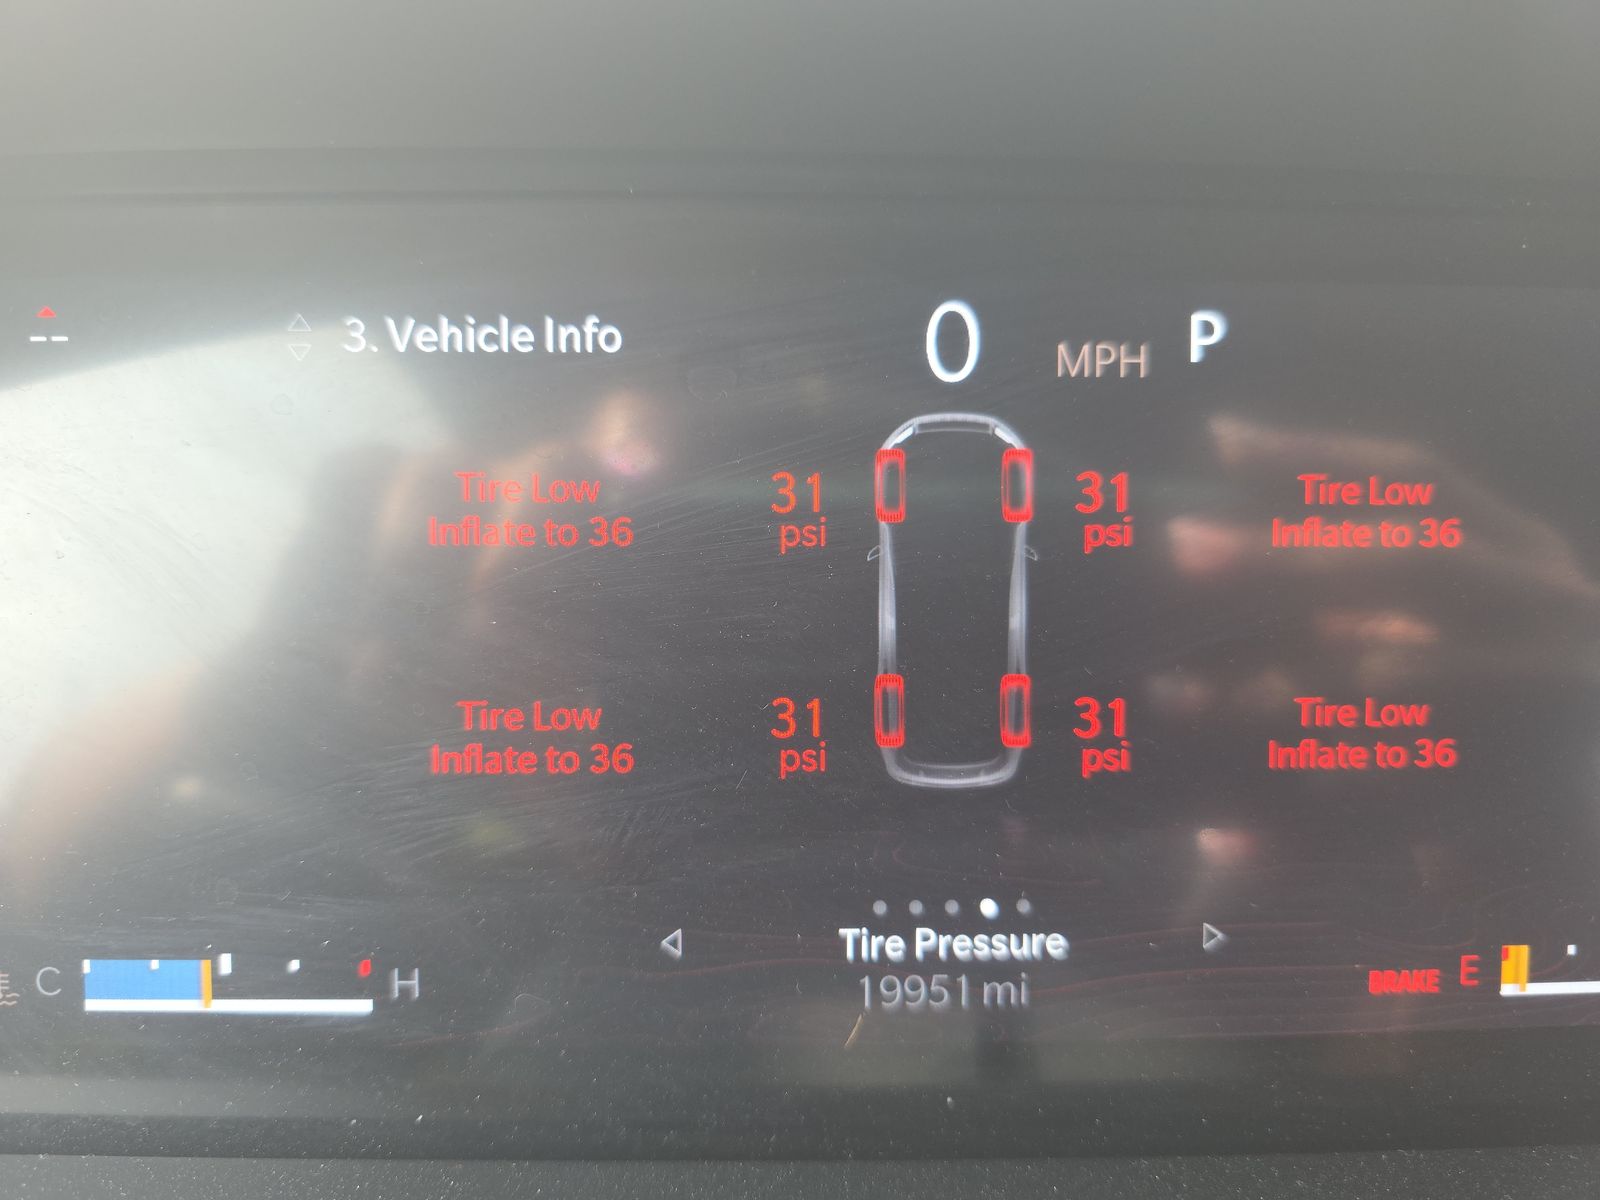 --
3. Vehicle Info
0 MPH P
Tire Low
Inflate to 36
31
psi
31
psi
Tire Low
Inflate to 36
Tire Low
Inflate to 36
31
psi
31
psi
Tire Low
Inflate to 36
Tire Pressure
19951 mi
C
H
BRAKE
E